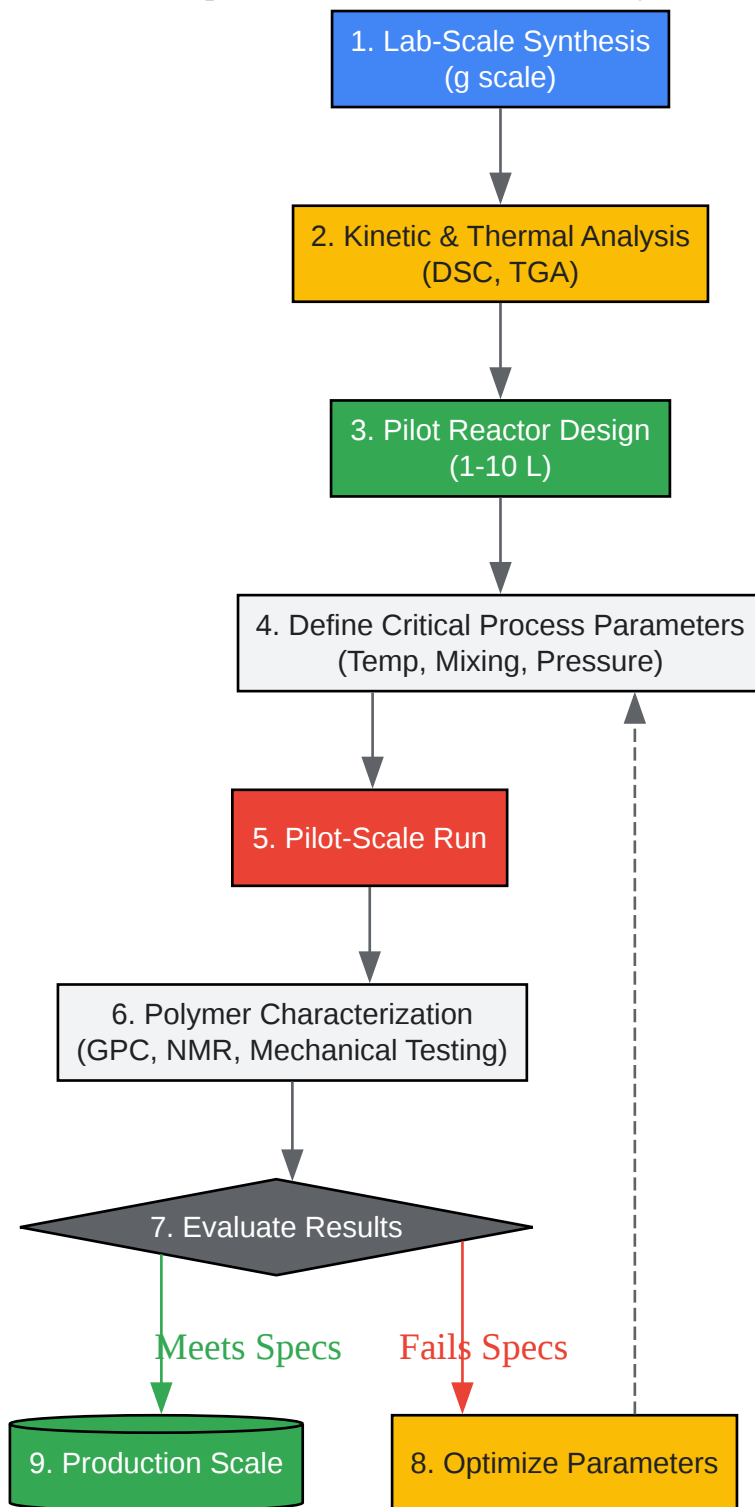 1. Lab-Scale Synthesis
(g scale)
2. Kinetic & Thermal Analysis
(DSC, TGA)
3. Pilot Reactor Design
(1-10 L)
4. Define Critical Process Parameters
(Temp, Mixing, Pressure)
5. Pilot-Scale Run
6. Polymer Characterization
(GPC, NMR, Mechanical Testing)
7. Evaluate Results
Meets Specs
Fails Specs
9. Production Scale
8. Optimize Parameters